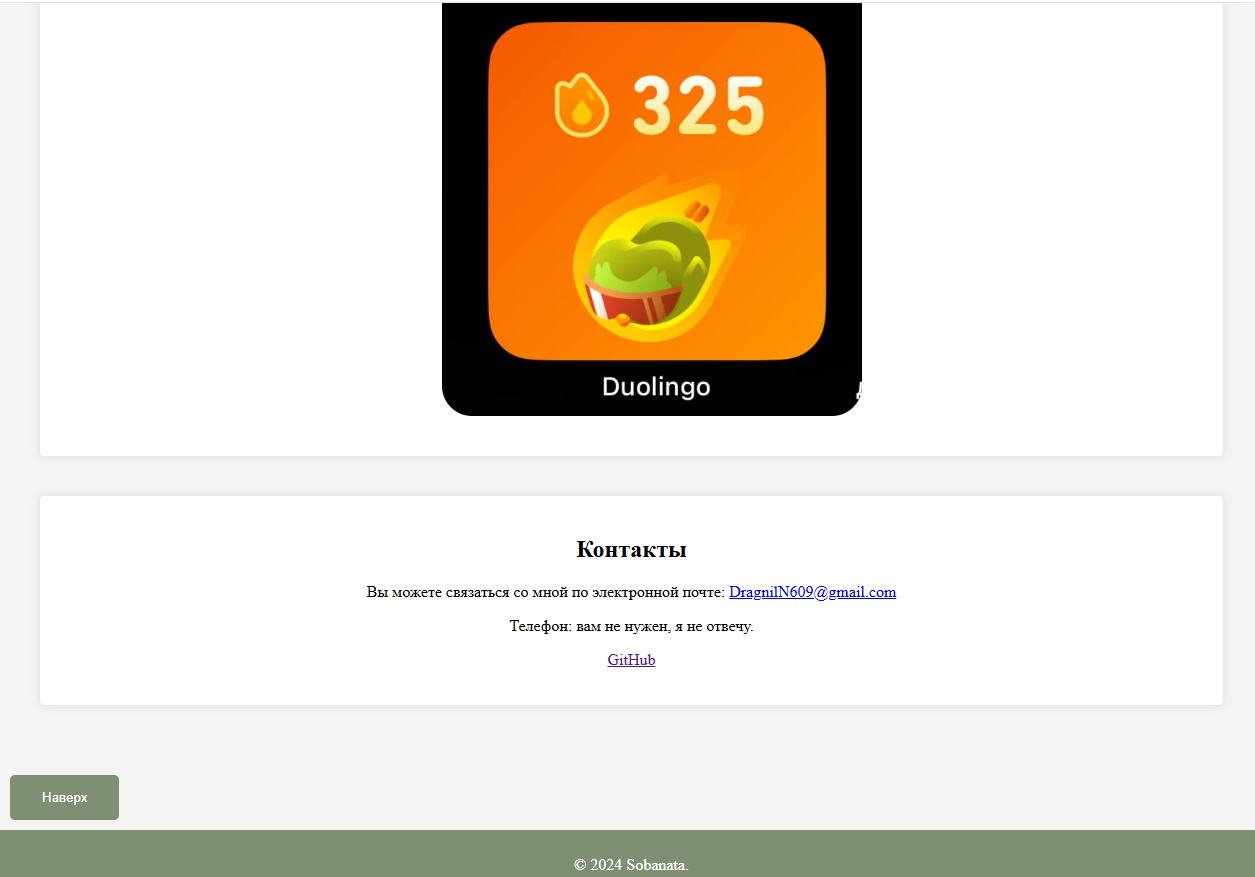 325
Duolingo
Контакты
Вы можете связаться со мной по электронной почте: DragnilN609@gmail.com
Телефон: вам не нужен, я не отвечу.
GitHub
Наверх
© 2024 Sobanata.